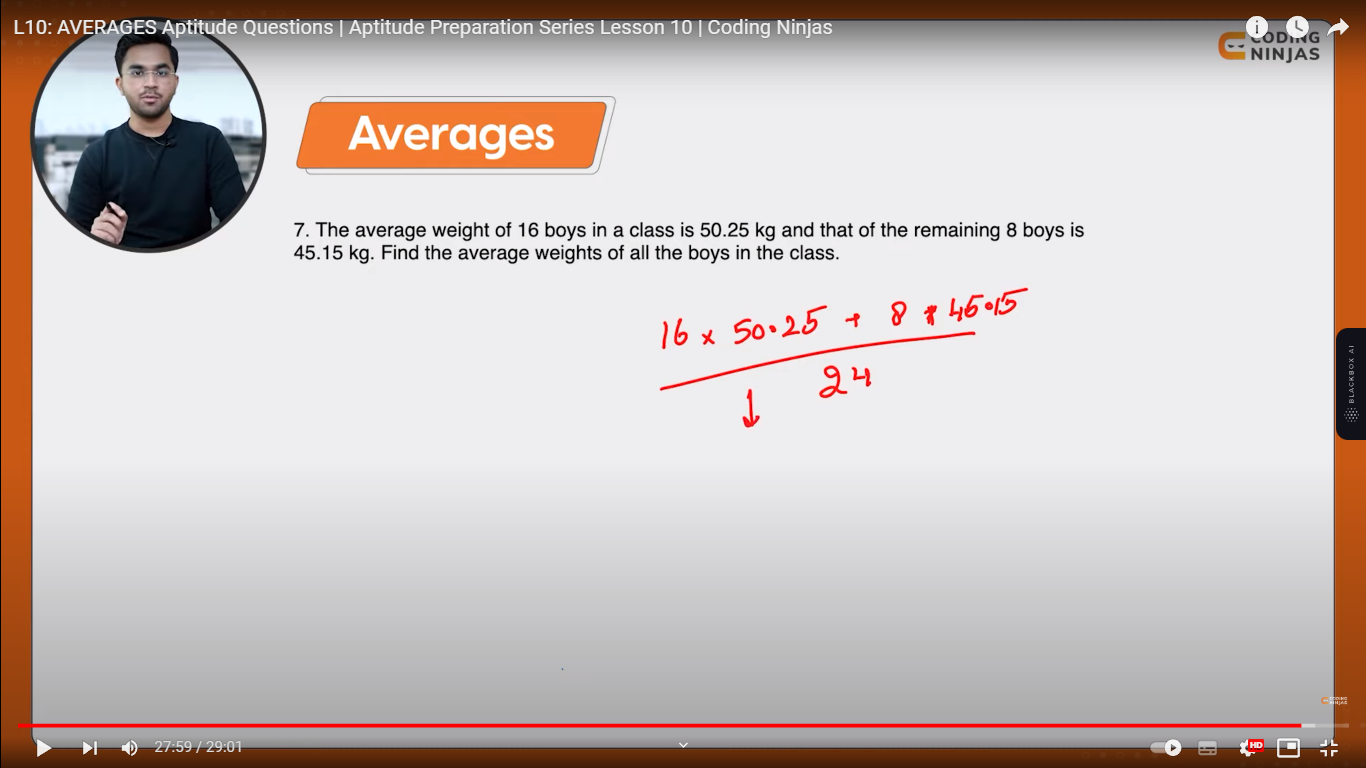 L10: AVERAGES Aptitude Questions | Aptitude Preparation Series Lesson 10 | Coding Ninjas
CODING
NINJAS
Averages
7. The average weight of 16 boys in a class is 50.25 kg and that of the remaining 8 boys is
45.15 kg. Find the average weights of all the boys in the class.
16 × 50.25 + 8 * 45.15
24
BLACKBOX AI
CODING
NINJAS
27:59 / 29:01
HD